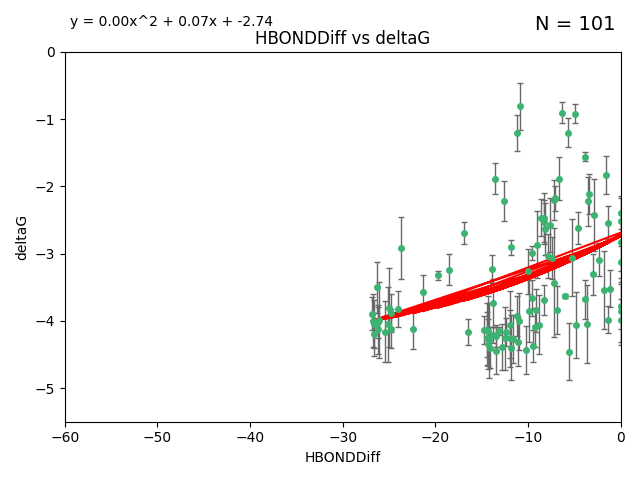 y = 0.00x^2 + 0.07x + -2.74
N = 101
HBONDDiff vs deltaG
0
−1
−2
−3
−4
−5
deltaG
−60 −50 −40 −30 −20 −10 0
HBONDDiff